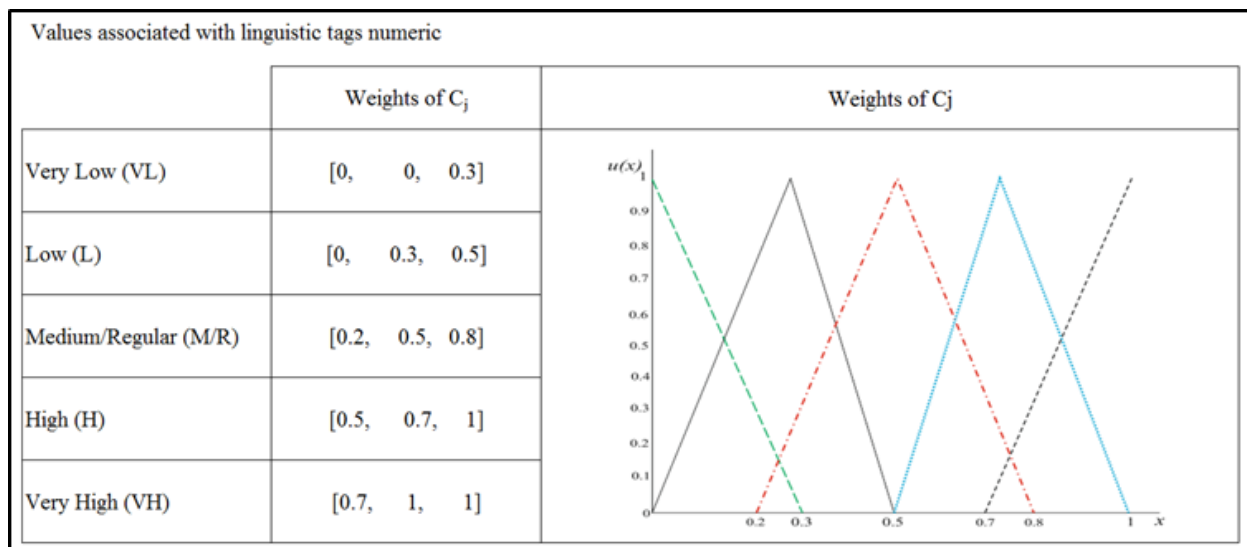 Values associated with linguistic tags numeric
Weights of Cj
Weights of Cj
Very Low (VL) [0, 0, 0.3]
Low (L) [0, 0.3, 0.5]
Medium/Regular (M/R) [0.2, 0.5, 0.8]
High (H) [0.5, 0.7, 1]
Very High (VH) [0.7, 1, 1]
u(x)
1
0.9
0.8
0.7
0.6
0.5
0.4
0.3
0.2
0.1
0
0.2 0.3 0.5 0.7 0.8 1 x